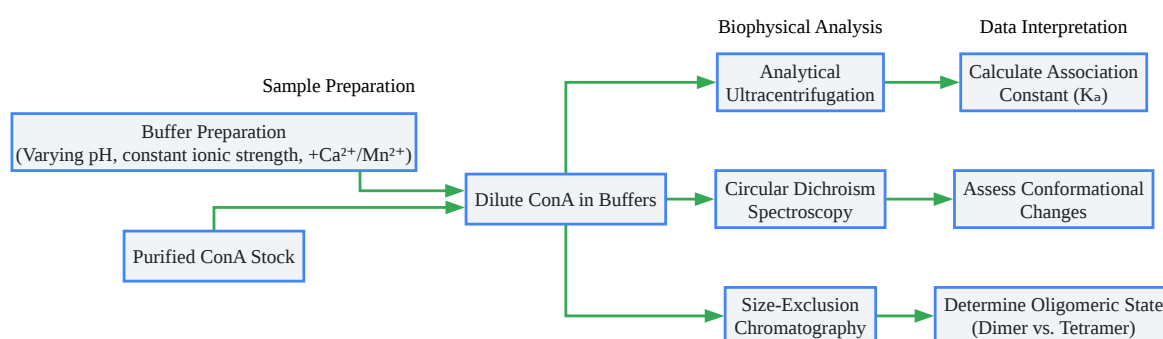 Biophysical Analysis
Data Interpretation
Sample Preparation
Analytical
Ultracentrifugation
Calculate Association
Constant (Kₐ)
Buffer Preparation
(Varying pH, constant ionic strength, +Ca²⁺/Mn²⁺)
Dilute ConA in Buffers
Circular Dichroism
Spectroscopy
Assess Conformational
Changes
Purified ConA Stock
Size-Exclusion
Chromatography
Determine Oligomeric State
(Dimer vs. Tetramer)